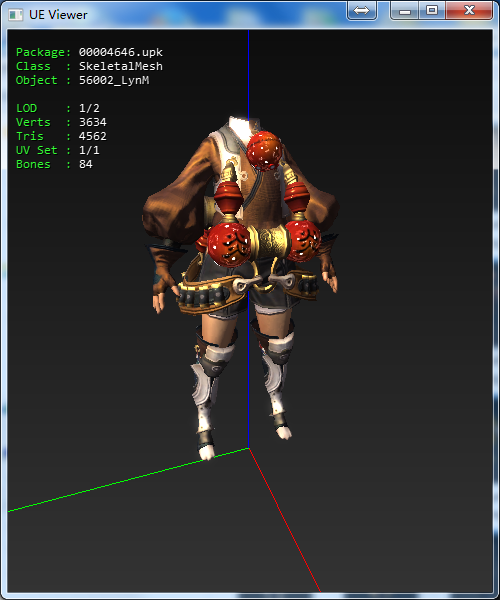 UE Viewer
Package: 00004646.upk
Class : SkeletalMesh
Object : 56002_LynM
LOD : 1/2
Verts : 3634
Tris : 4562
UV Set : 1/1
Bones : 84